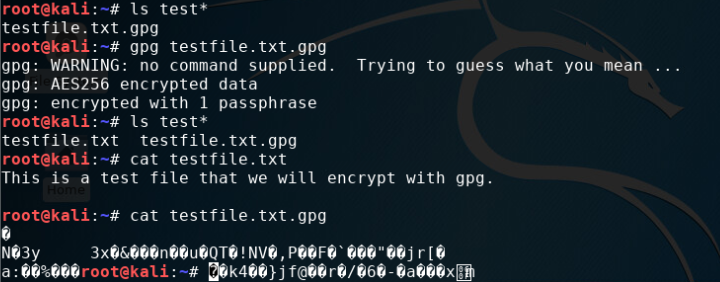 root@kali:~# ls test*
testfile.txt.gpg
root@kali:~# gpg testfile.txt.gpg
gpg: WARNING: no command supplied.  Trying to guess what you mean ...
gpg: AES256 encrypted data
gpg: encrypted with 1 passphrase
root@kali:~# ls test*
testfile.txt  testfile.txt.gpg
root@kali:~# cat testfile.txt
This is a test file that we will encrypt with gpg.
Home
root@kali:~# cat testfile.txt.gpg
�
N�3y     3x�&���n��u�QT�!NV�,P��F�`���"��jr[�
a:��%���root@kali:~# ��k4��}jf@��r�/�6�-�a���x